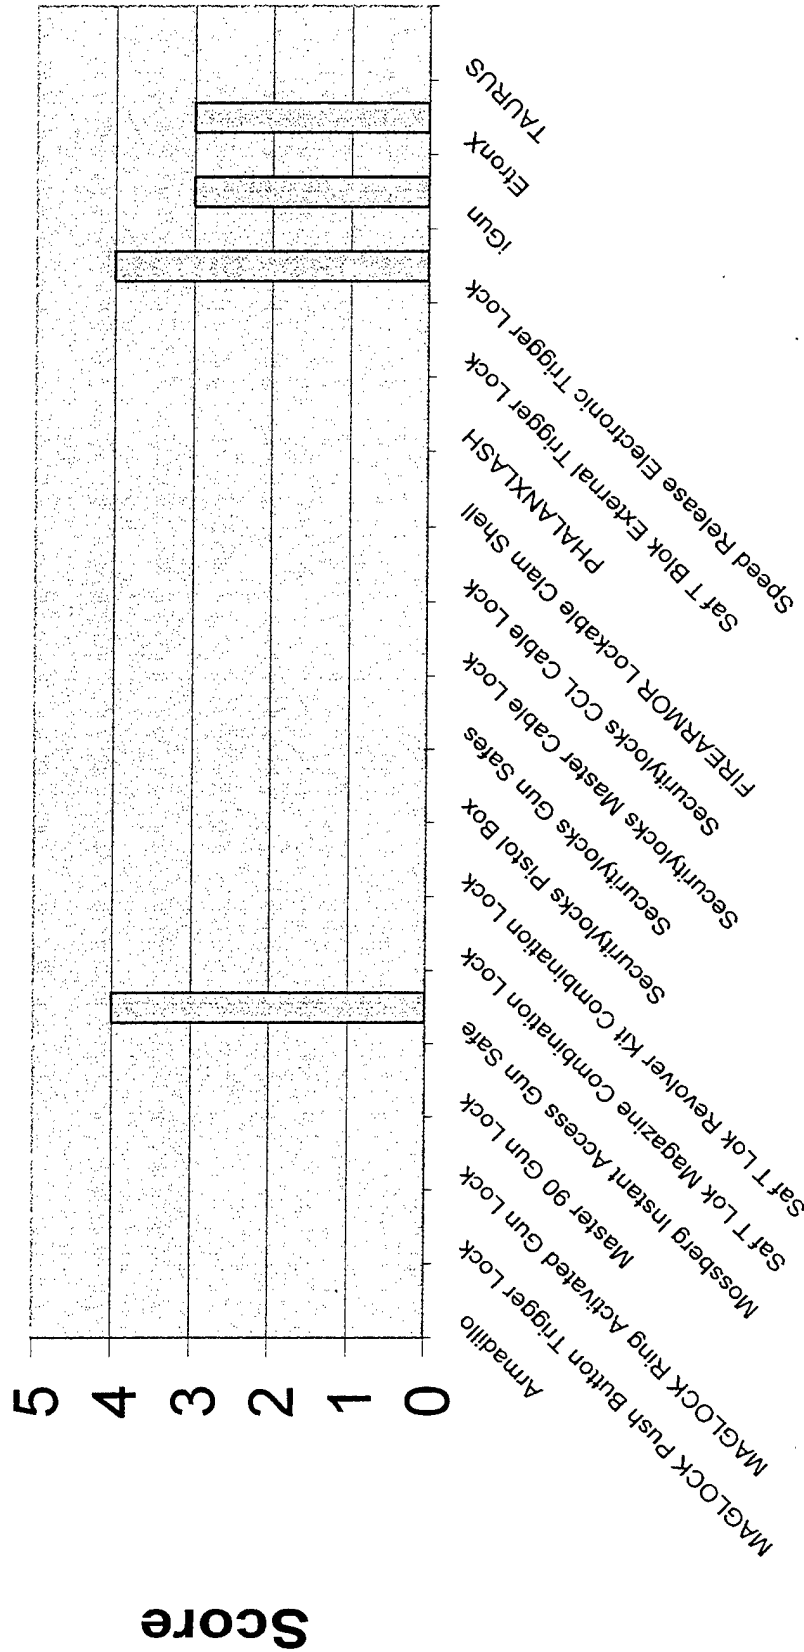 Score
5
4
3
2
1
0
Armadillo
MAGLOCK Push Button Trigger Lock
MAGLOCK Ring Activated Gun Lock
Master 90 Gun Lock
Mossberg Instant Access Gun Safe
Saf T Lok Magazine Combination Lock
Saf T Lok Revolver Kit Combination Lock
Securitylocks Pistol Box
Securitylocks Gun Safes
Securitylocks Master Cable Lock
Securitylocks CCL Cable Lock
FIREARMOR Lockable Clam Shell
PHALANXLASH
Saf T Blok External Trigger Lock
Speed Release Electronic Trigger Lock
iGun
EtronX
TAURUS